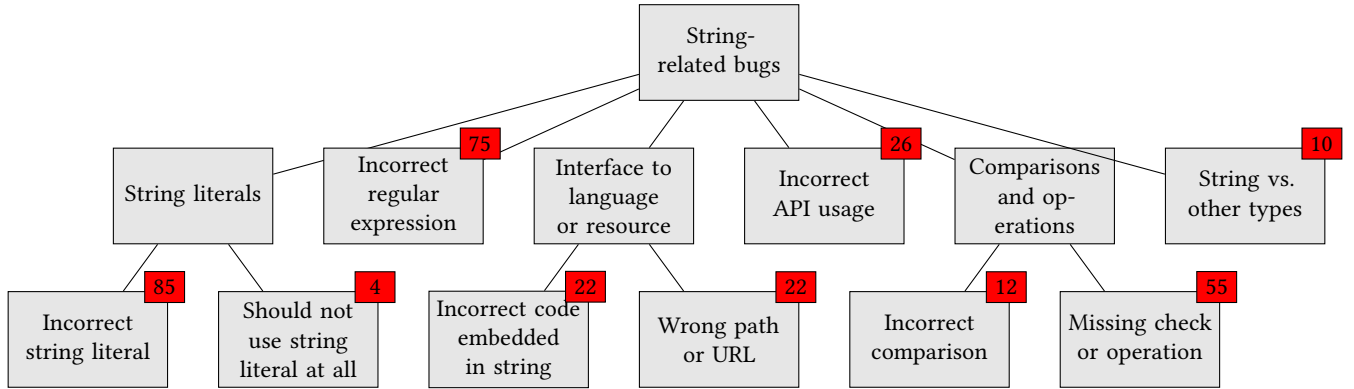 String-
related bugs
String literals
75
Incorrect
regular
expression
Interface to
language
or resource
26
Incorrect
API usage
Comparisons
and op-
erations
10
String vs.
other types
85
Incorrect
string literal
4
Should not
use string
literal at all
22
Incorrect code
embedded
in string
22
Wrong path
or URL
12
Incorrect
comparison
55
Missing check
or operation